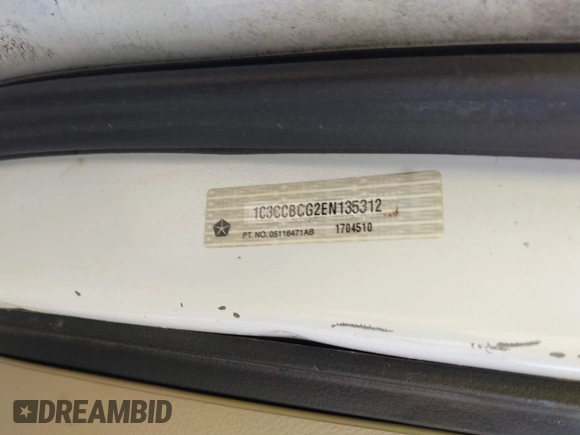 1C3CCBCG2EN135312
PT. NO. 05116471AB 1704510
DREAMBID